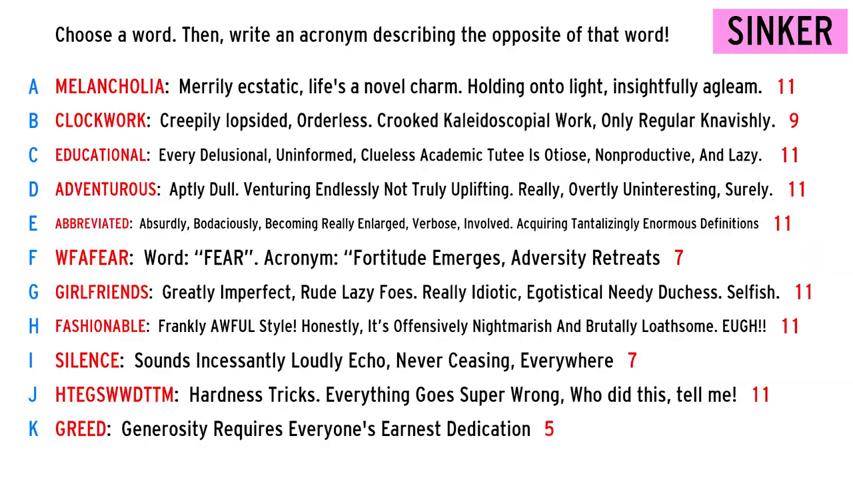 Choose a word. Then, write an acronym describing the opposite of that word!
SINKER
A MELANCHOLIA: Merrily ecstatic, life's a novel charm. Holding onto light, insightfully agleam. 11
B CLOCKWORK: Creepily lopsided, Orderless. Crooked Kaleidoscopial Work, Only Regular Knavishly. 9
C EDUCATIONAL: Every Delusional, Uninformed, Clueless Academic Tutee Is Otiose, Nonproductive, And Lazy. 11
D ADVENTUROUS: Aptly Dull. Venturing Endlessly Not Truly Uplifting. Really, Overtly Uninteresting, Surely. 11
E ABBREVIATED: Absurdly, Bodaciously, Becoming Really Enlarged, Verbose, Involved. Acquiring Tantalizingly Enormous Definitions 11
F WFAFEAR: Word: “FEAR”. Acronym: “Fortitude Emerges, Adversity Retreats 7
G GIRLFRIENDS: Greatly Imperfect, Rude Lazy Foes. Really Idiotic, Egotistical Needy Duchess. Selfish. 11
H FASHIONABLE: Frankly AWFUL Style! Honestly, It’s Offensively Nightmarish And Brutally Loathsome. EUGH!! 11
I SILENCE: Sounds Incessantly Loudly Echo, Never Ceasing, Everywhere 7
J HTEGSWWDTTM: Hardness Tricks. Everything Goes Super Wrong, Who did this, tell me! 11
K GREED: Generosity Requires Everyone's Earnest Dedication 5